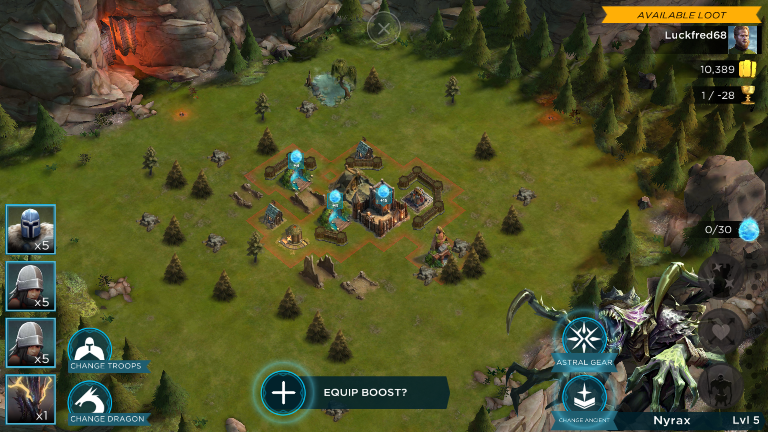 AVAILABLE LOOT
Luckfred68
10,389
1 / -28
0/30
x5
x5
x5
x1
CHANGE TROOPS
CHANGE DRAGON
EQUIP BOOST?
ASTRAL GEAR
CHANGE ANCIENT
Nyrax Lvl 5